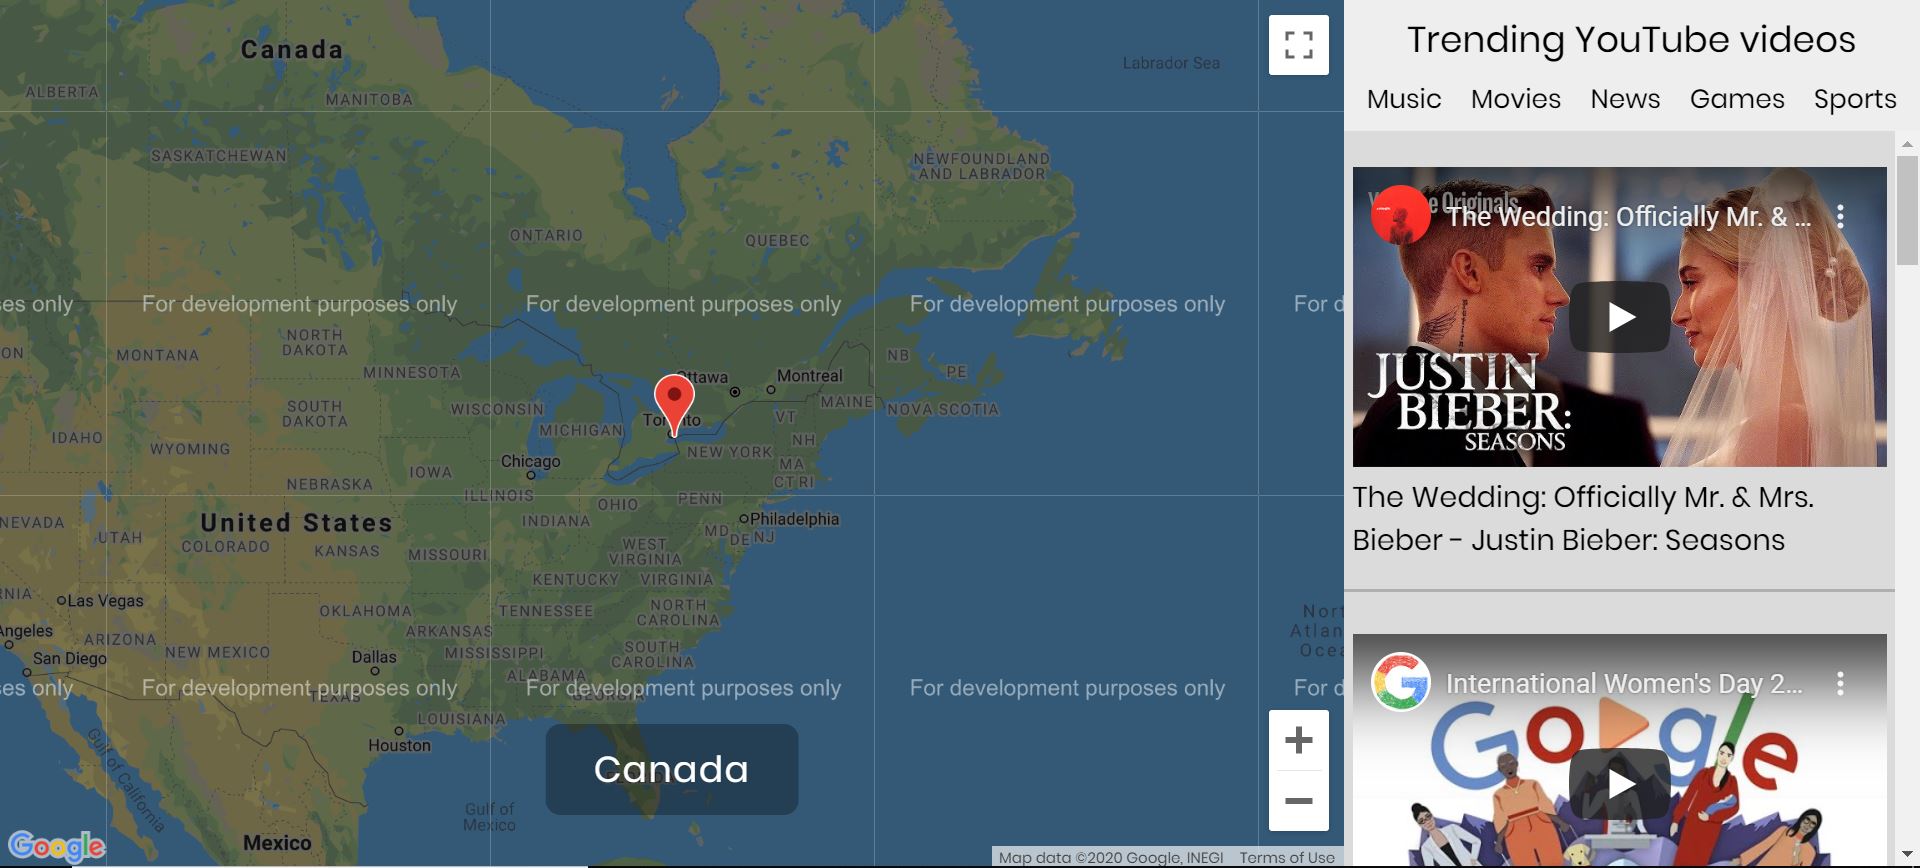 Canada
Labrador Sea
ALBERTA
MANITOBA
SASKATCHEWAN
NEWFOUNDLAND
AND LABRADOR
ONTARIO
QUEBEC
ses only
For development purposes only
For development purposes only
For development purposes only
For d
NORTH
DAKOTA
ON
MONTANA
NB
PE
MINNESOTA
Ottawa
Montreal
MAINE
NOVA SCOTIA
SOUTH
DAKOTA
WISCONSIN
Toronto
VT
MICHIGAN
IDAHO
WYOMING
NH
NEW YORK
MA
CT RI
Chicago
IOWA
NEBRASKA
ILLINOIS
OHIO
PENN
NEVADA
United States
INDIANA
Philadelphia
UTAH
COLORADO
KANSAS
MISSOURI
MD
DE
NJ
WEST
VIRGINIA
KENTUCKY
VIRGINIA
RNIA
Las Vegas
OKLAHOMA
TENNESSEE
NORTH
CAROLINA
Nort
Atlan
Ocea
Angeles
ARIZONA
NEW MEXICO
ARKANSAS
MISSISSIPPI
SOUTH
CAROLINA
San Diego
Dallas
ALABAMA
GEORGIA
ses only
For development purposes only
For development purposes only
For development purposes only
For d
TEXAS
LOUISIANA
Houston
Gulf of California
Canada
Gulf of
Mexico
Mexico
Google
Map data ©2020 Google, INEGI
Terms of Use
Trending YouTube videos
Music Movies News Games Sports
The Wedding: Officially Mr. & ...
e Originals
JUSTIN
BIEBER:
SEASONS
The Wedding: Officially Mr. & Mrs.
Bieber - Justin Bieber: Seasons
International Women's Day 2...
Google